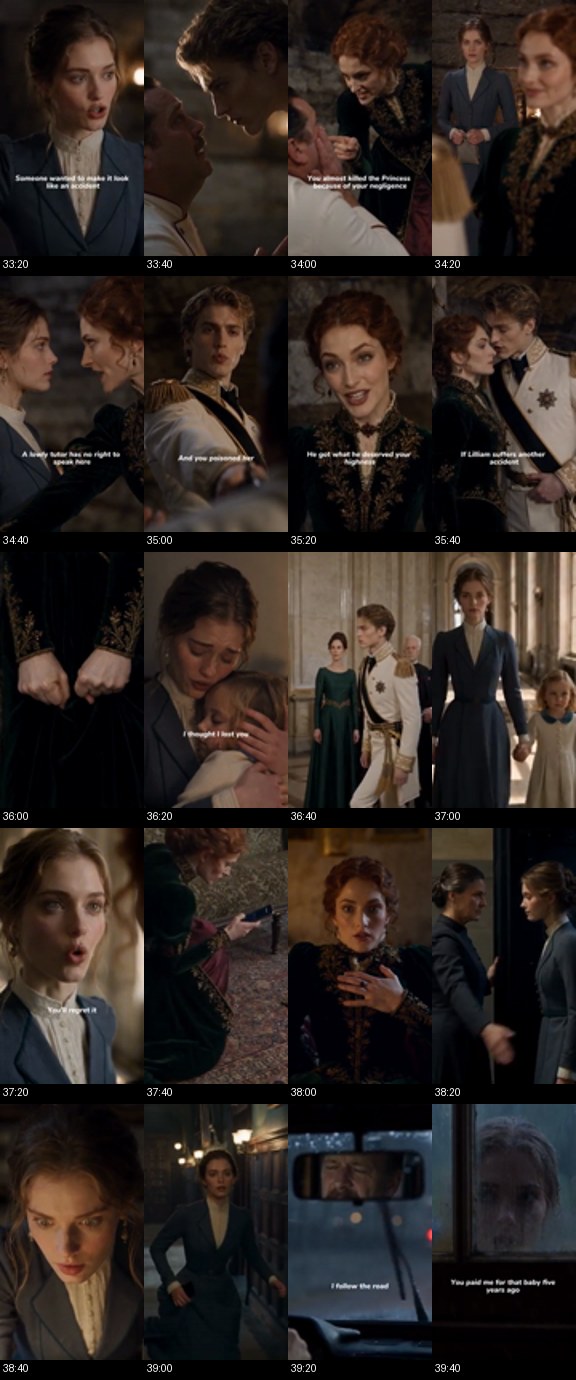 Someone wanted to make it look
like an accident
33:20
33:40
You almost killed the Princess
because of your negligence
34:00
34:20
A lowly tutor has no right to
speak here
34:40
And you poisoned her
35:00
He got what he deserved your
highness
35:20
If Lilliam suffers another
accident
35:40
36:00
I thought I lost you
36:20
36:40
37:00
You'll regret it
37:20
37:40
38:00
38:20
38:40
39:00
I follow the road
39:20
You paid me for that baby five
years ago
39:40